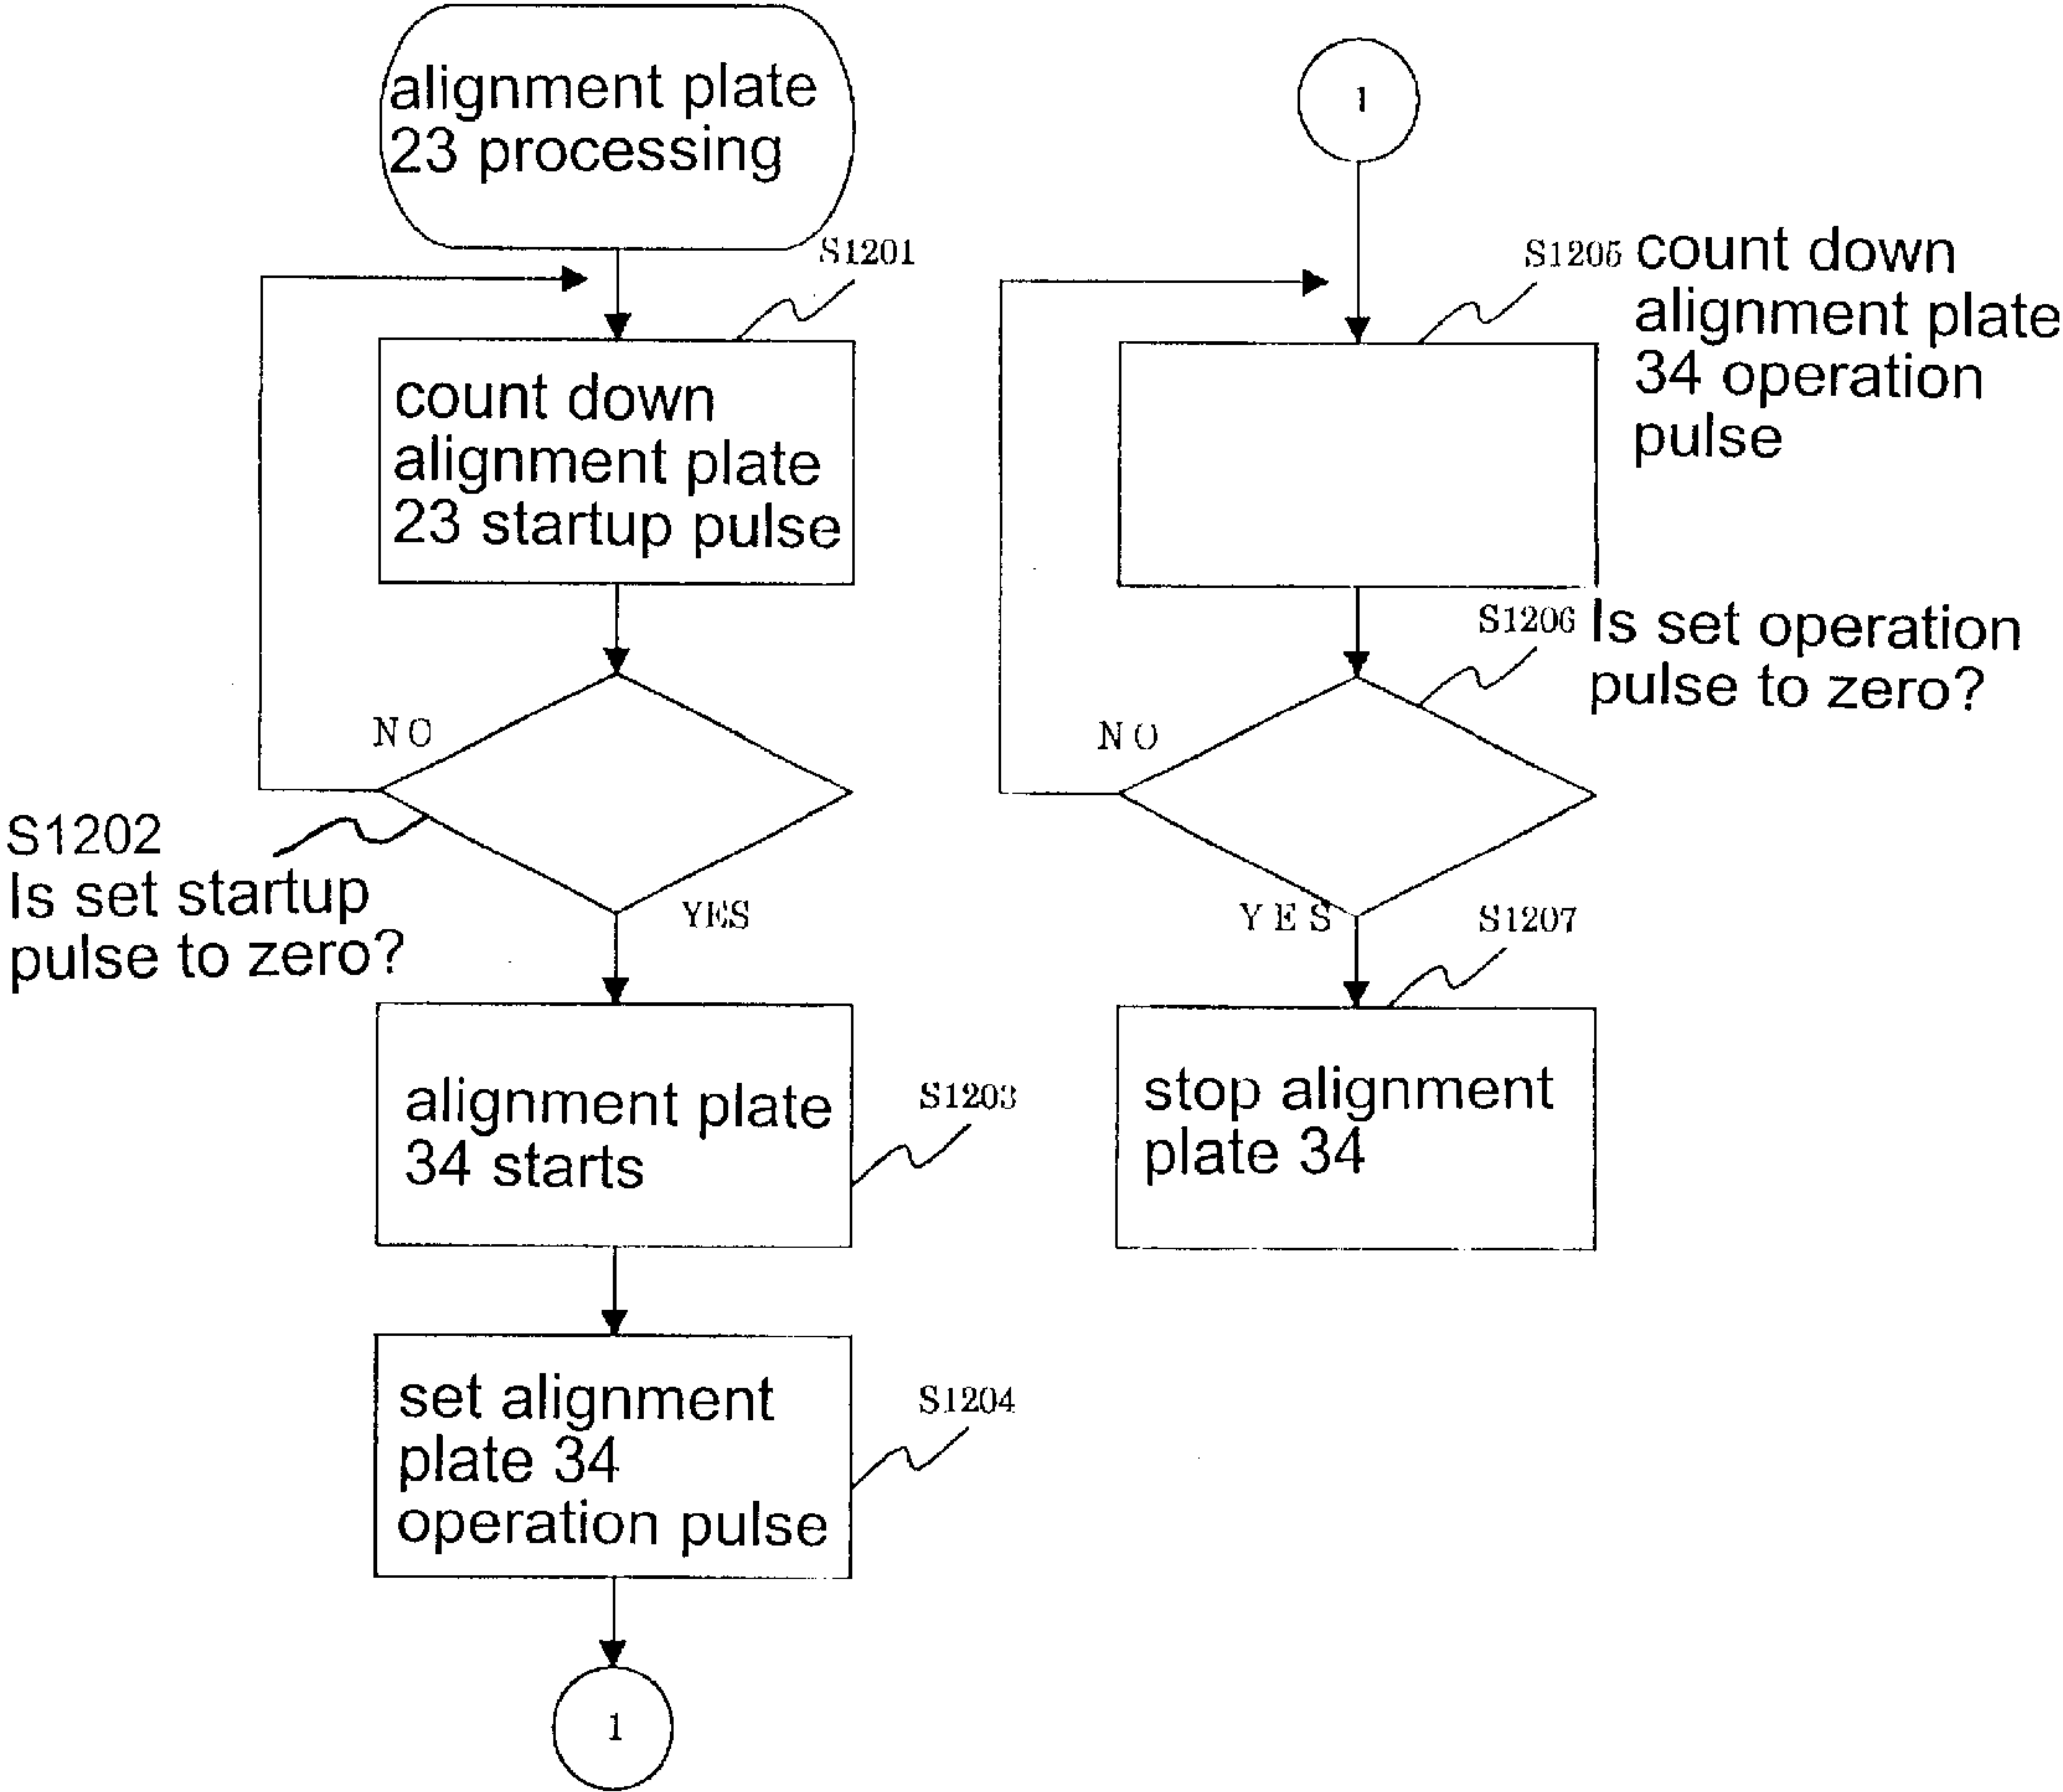 alignment plate
23 processing
S1201
count down
alignment plate
23 startup pulse
NO
S1202
Is set startup
pulse to zero?
YES
alignment plate
34 starts
S1203
set alignment
plate 34
operation pulse
S1204
1
1
S1205
count down
alignment plate
34 operation
pulse
S1206
Is set operation
pulse to zero?
NO
YES
S1207
stop alignment
plate 34